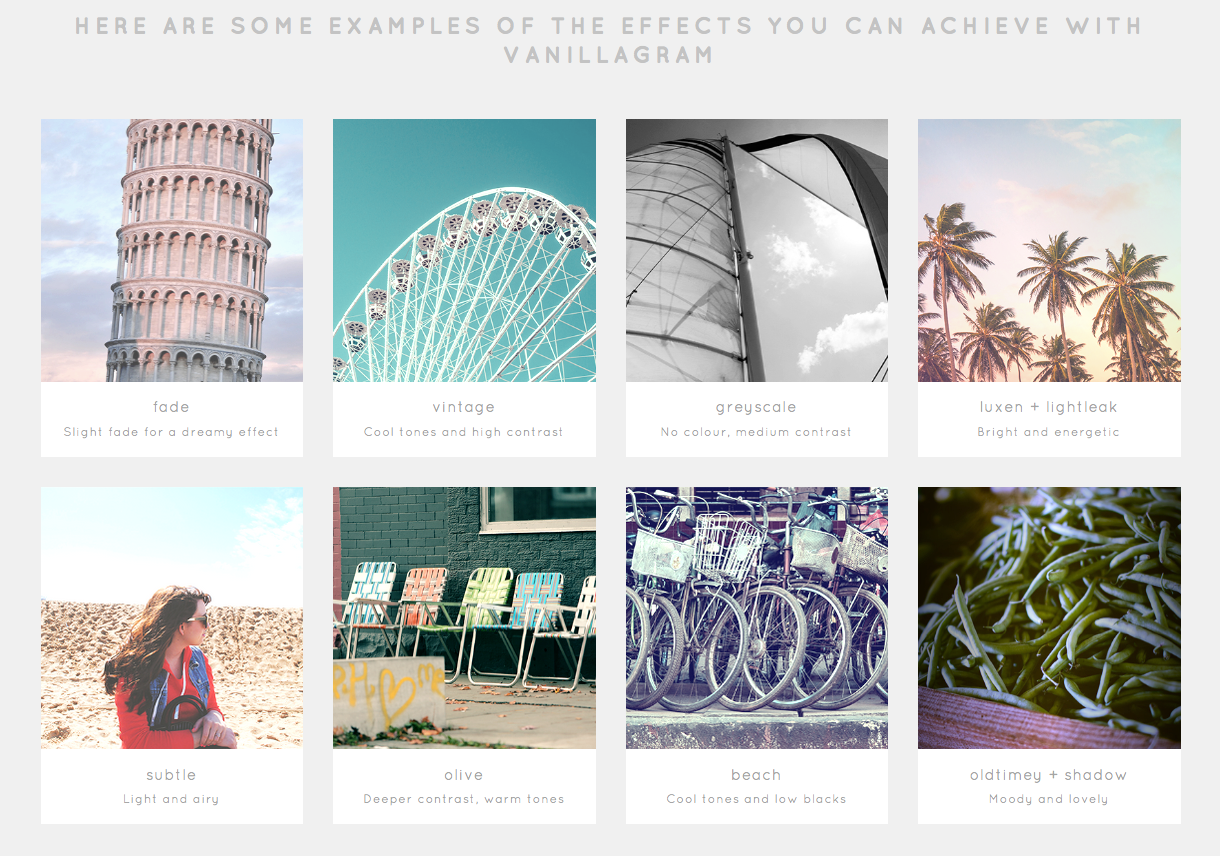 HERE ARE SOME EXAMPLES OF THE EFFECTS YOU CAN ACHIEVE WITH
VANILLAGRAM
fade
Slight fade for a dreamy effect
vintage
Cool tones and high contrast
greyscale
No colour, medium contrast
luxen + lightleak
Bright and energetic
subtle
Light and airy
olive
Deeper contrast, warm tones
beach
Cool tones and low blacks
oldtimey + shadow
Moody and lovely